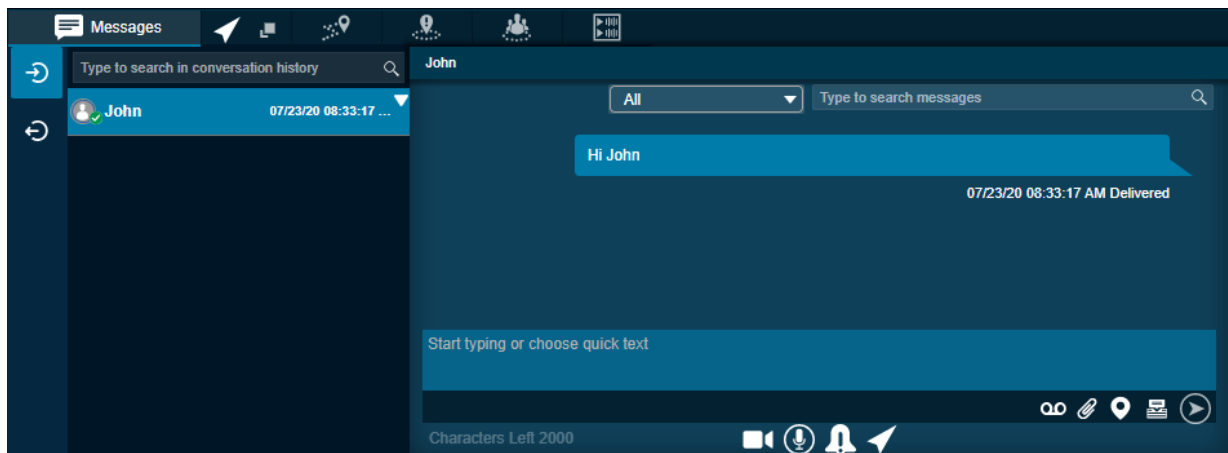 Messages
Type to search in conversation history
John
John 07/23/20 08:33:17 ...
All
Type to search messages
Hi John
07/23/20 08:33:17 AM Delivered
Start typing or choose quick text
Characters Left 2000